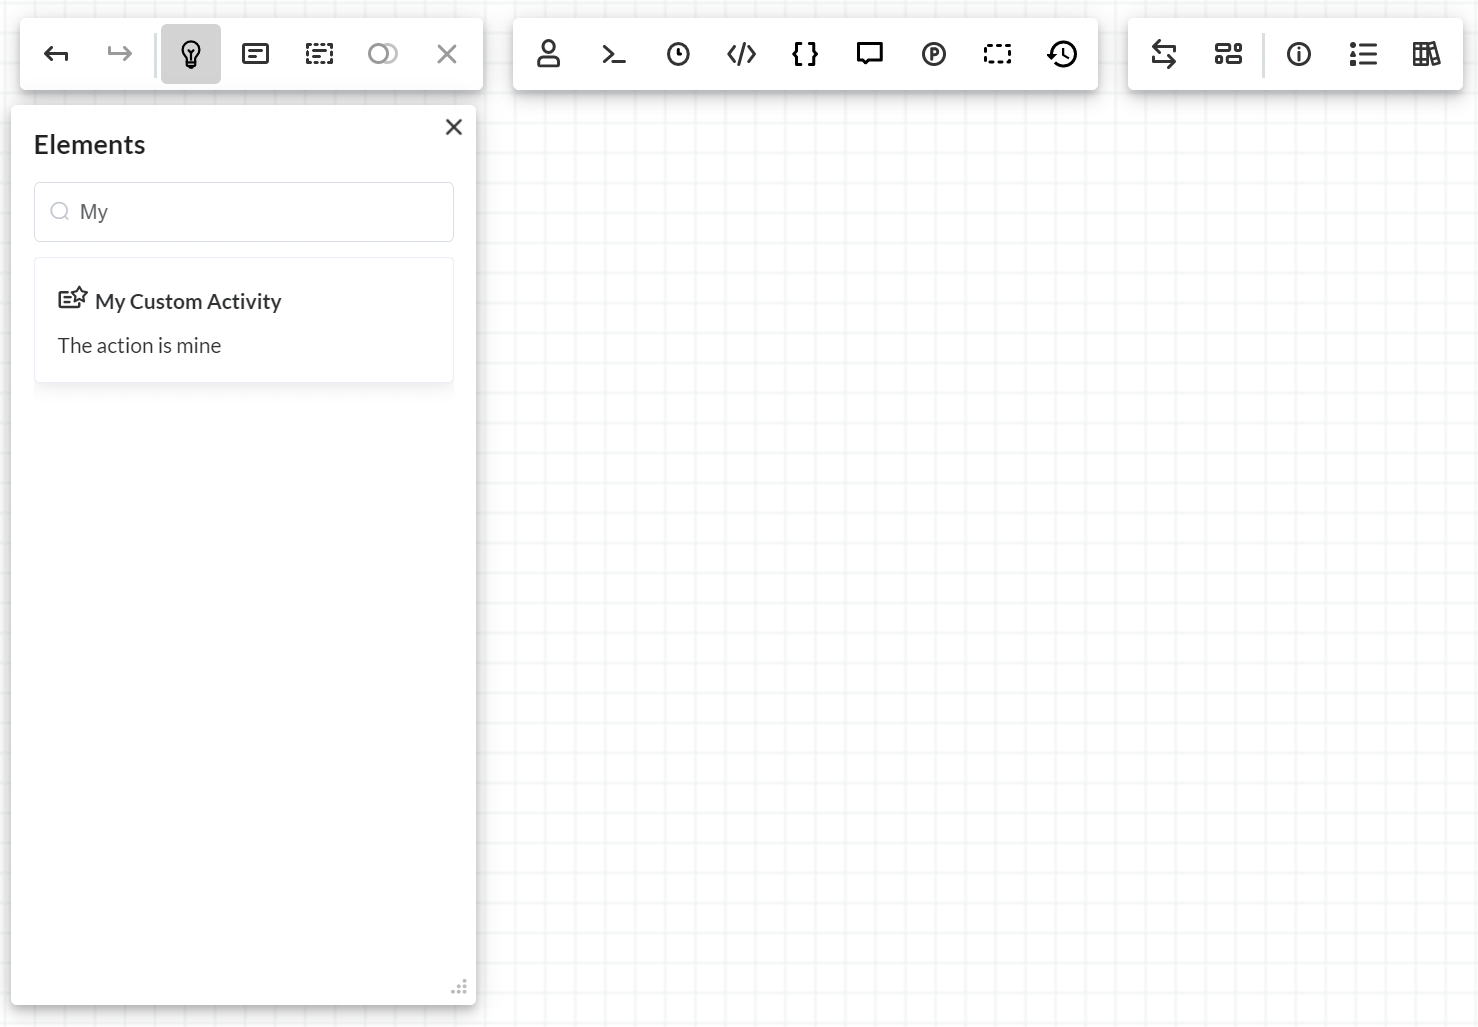 Elements
My
My Custom Activity
The action is mine